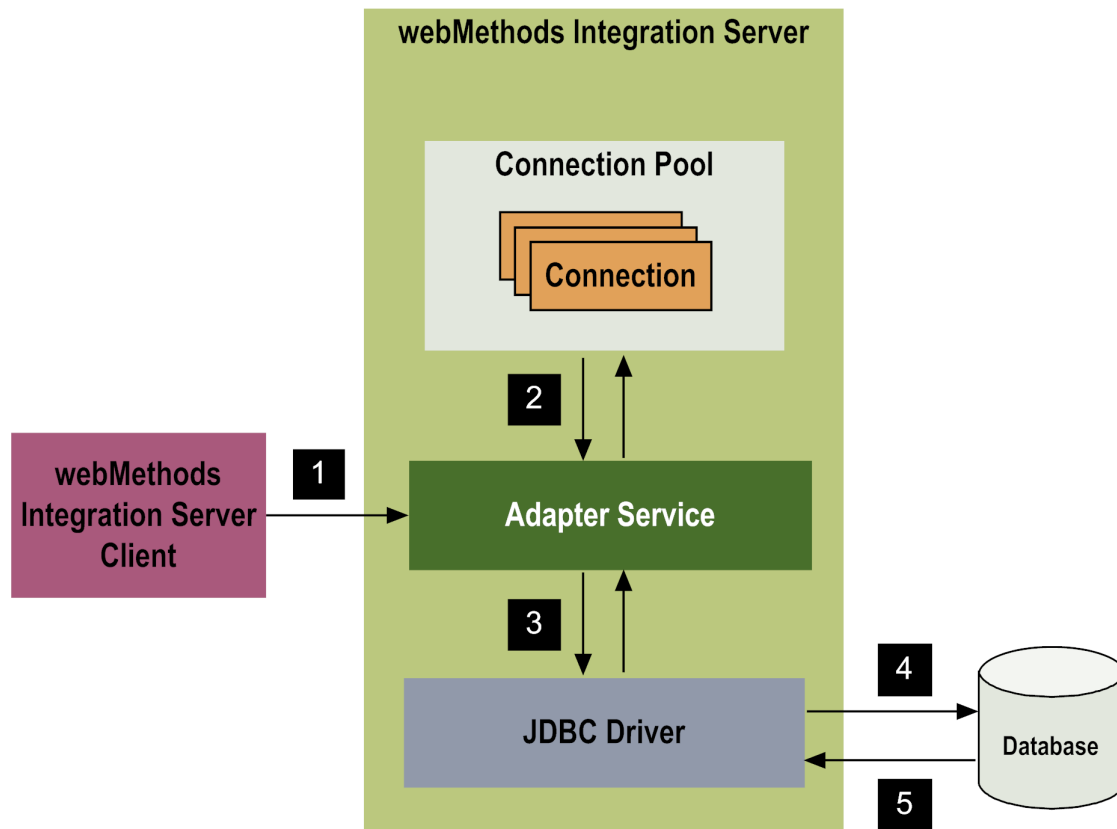 webMethods Integration Server
Connection Pool
Connection
2
webMethods
Integration Server
Client
1
Adapter Service
3
JDBC Driver
4
Database
5